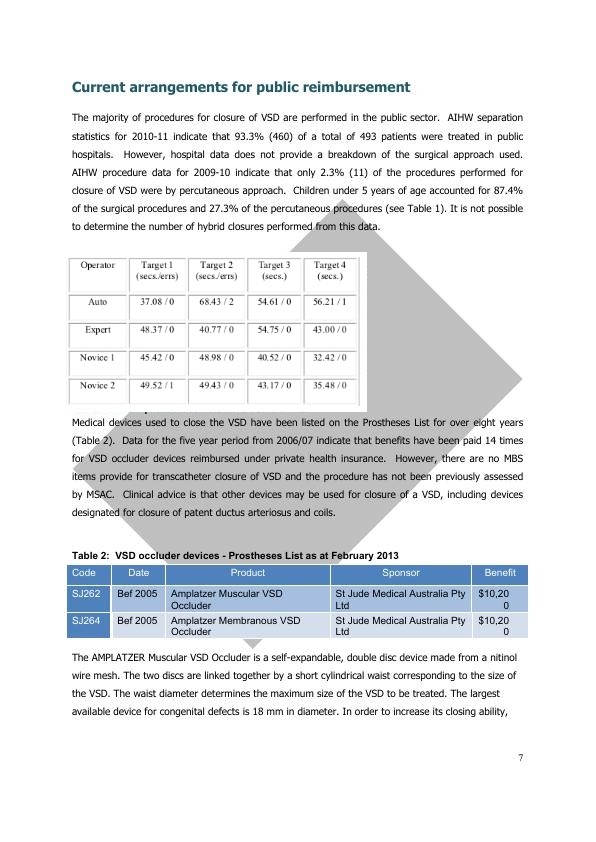 Current arrangements for public reimbursement
The majority of procedures for closure of VSD are performed in the public sector. AIHW separation
statistics for 2010-11 indicate that 93.3% (460) of a total of 493 patients were treated in public
hospitals. However, hospital data does not provide a breakdown of the surgical approach used.
AIHW procedure data for 2009-10 indicate that only 2.3% (11) of the procedures performed for
closure of VSD were by percutaneous approach. Children under 5 years of age accounted for 87.4%
of the surgical procedures and 27.3% of the percutaneous procedures (see Table 1). It is not possible
to determine the number of hybrid closures performed from this data.
Operator Target 1 Target 2 Target 3 Target 4
(secs./errs) (secs./errs) (secs.) (secs.)
Auto 37.08 / 0 68.43 / 2 54.61 / 0 56.21 / 1
Expert 48.37 / 0 40.77 / 0 54.75 / 0 43.00 / 0
Novice 1 45.42 / 0 48.98 / 0 40.52 / 0 32.42 / 0
Novice 2 49.52 / 1 49.43 / 0 43.17 / 0 35.48 / 0
Medical devices used to close the VSD have been listed on the Prostheses List for over eight years
(Table 2). Data for the five year period from 2006/07 indicate that benefits have been paid 14 times
for VSD occluder devices reimbursed under private health insurance. However, there are no MBS
items provide for transcatheter closure of VSD and the procedure has not been previously assessed
by MSAC. Clinical advice is that other devices may be used for closure of a VSD, including devices
designated for closure of patent ductus arteriosus and coils.
Table 2: VSD occluder devices - Prostheses List as at February 2013
Code Date Product Sponsor Benefit
SJ262 Bef 2005 Amplatzer Muscular VSD St Jude Medical Australia Pty $10,20
Occluder Ltd 0
SJ264 Bef 2005 Amplatzer Membranous VSD St Jude Medical Australia Pty $10,20
Occluder Ltd 0
The AMPLATZER Muscular VSD Occluder is a self-expandable, double disc device made from a nitinol
wire mesh. The two discs are linked together by a short cylindrical waist corresponding to the size of
the VSD. The waist diameter determines the maximum size of the VSD to be treated. The largest
available device for congenital defects is 18 mm in diameter. In order to increase its closing ability,
7